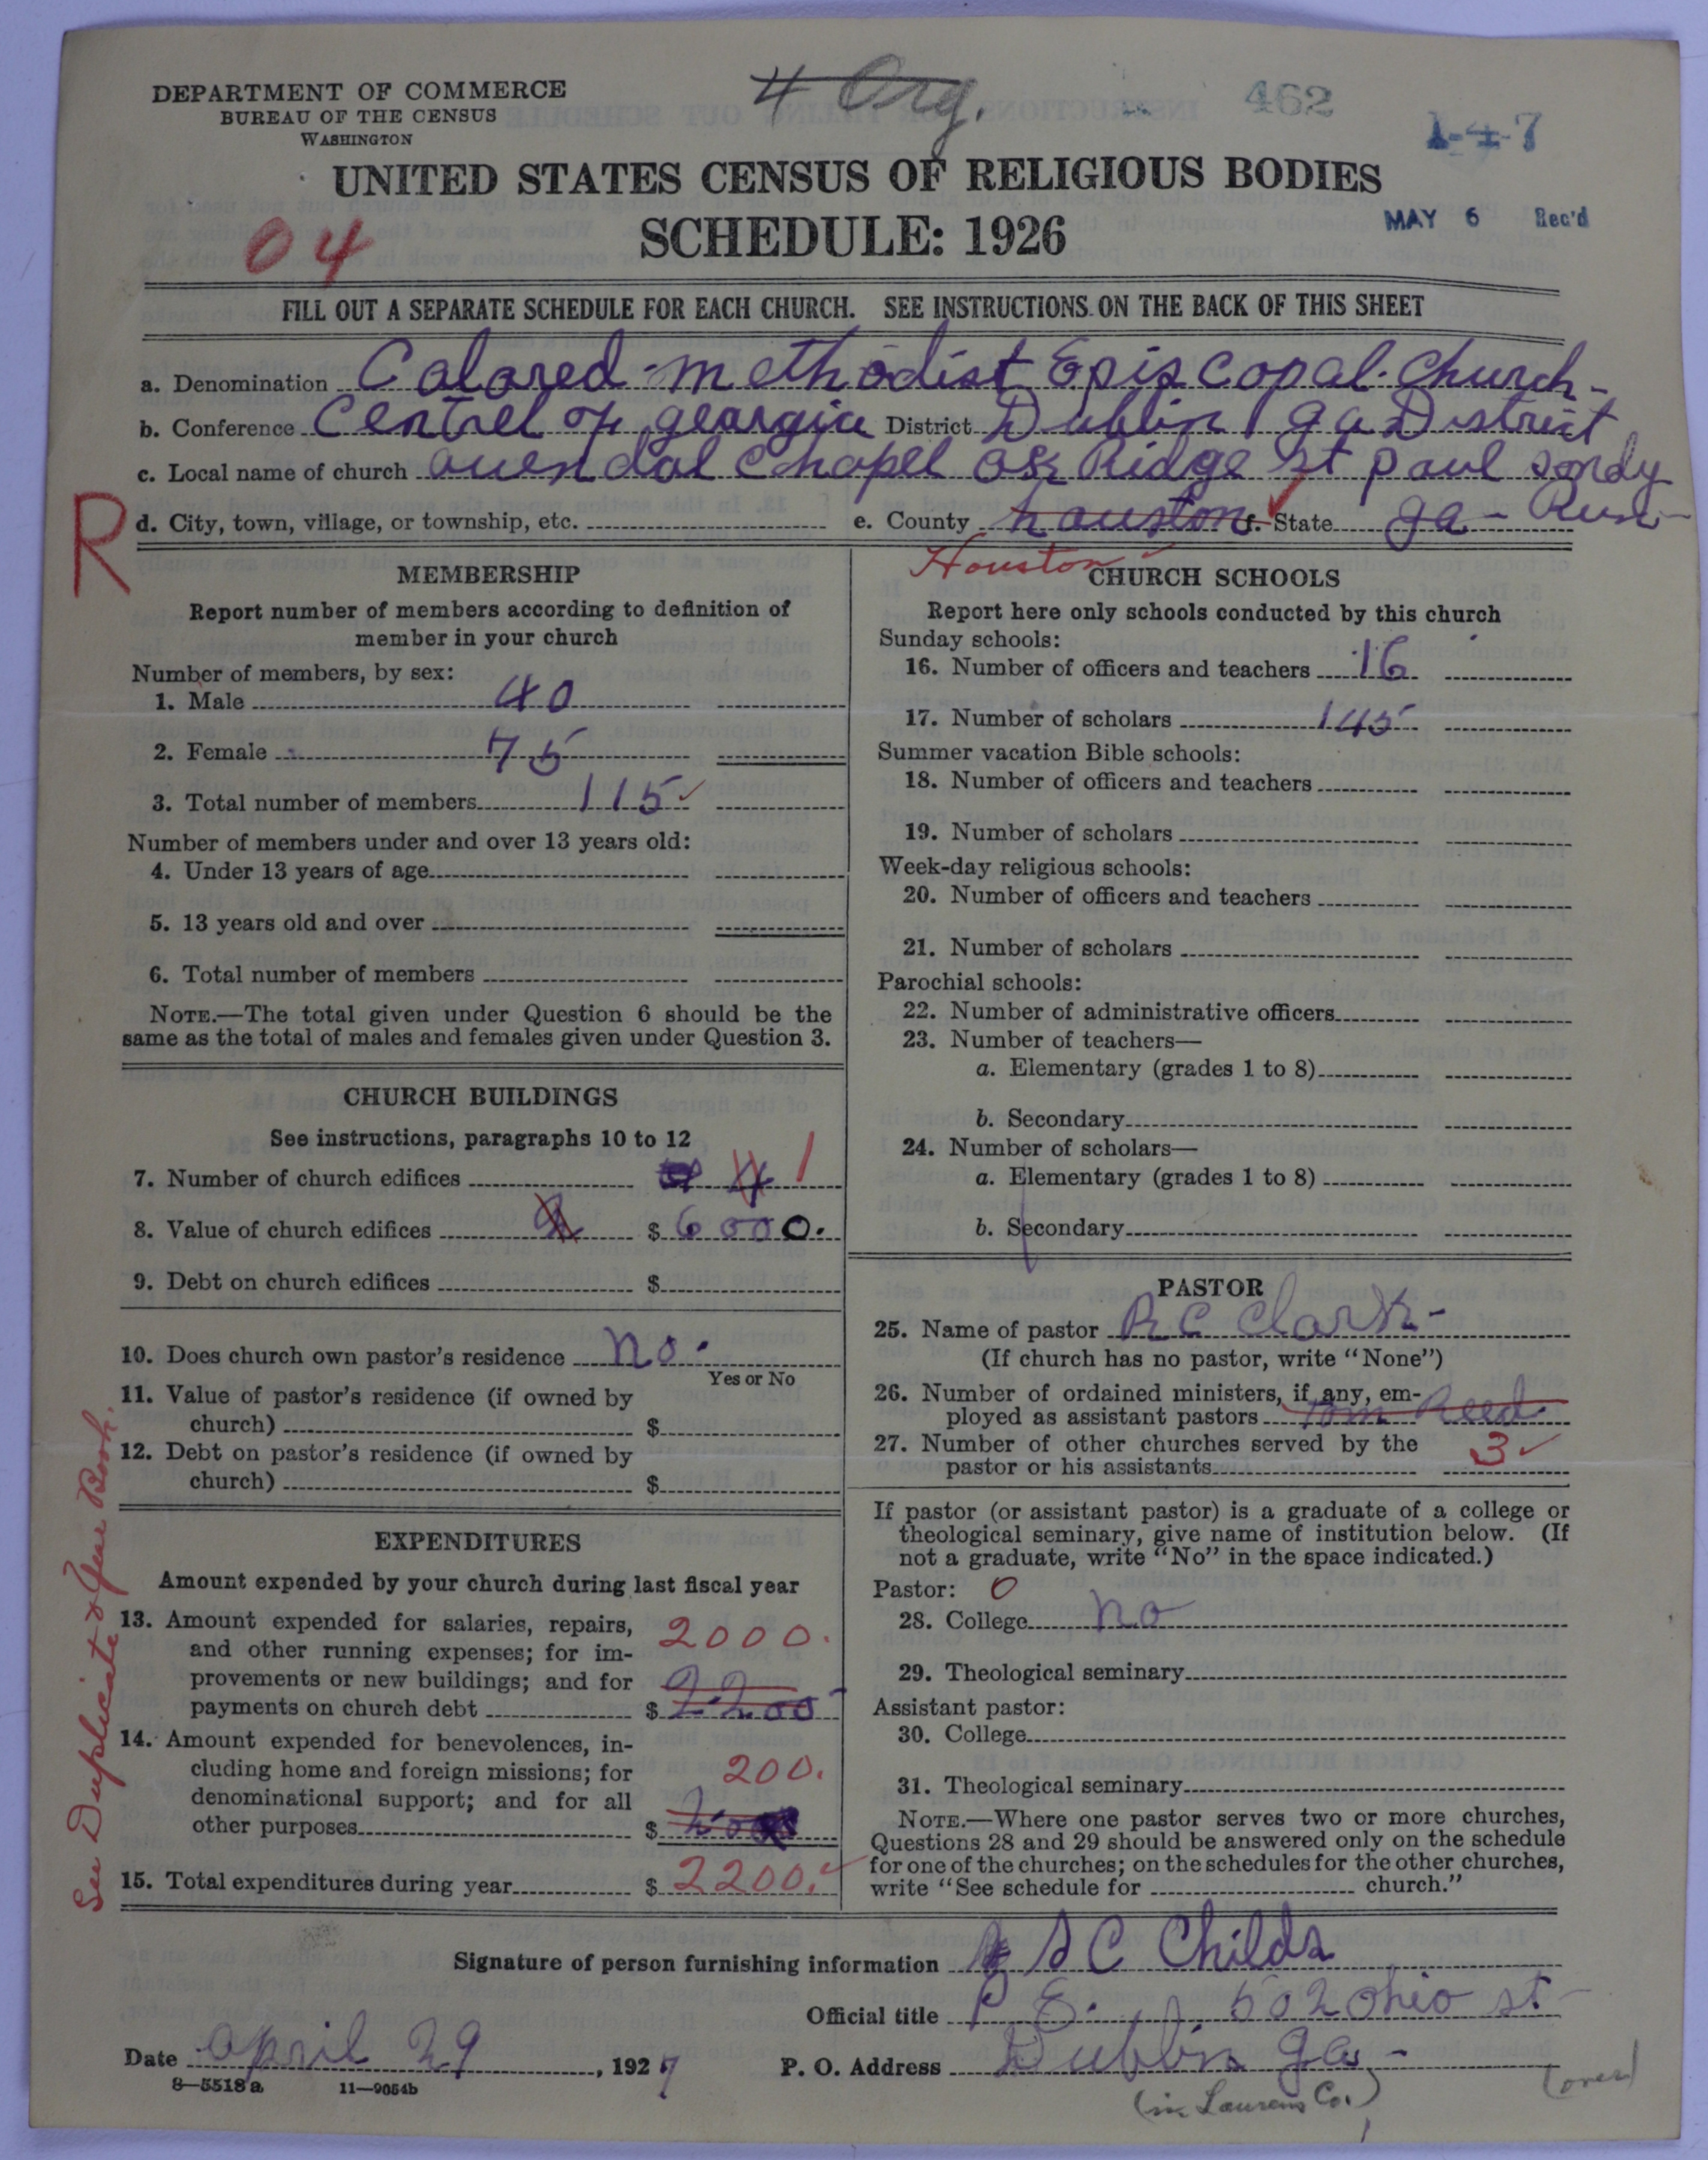 DEPARTMENT OF COMMERCE
BUREAU OF THE CENSUS
WASHINGTON
4 Org.
462
1-4-7
UNITED STATES CENSUS OF RELIGIOUS BODIES
SCHEDULE: 1926
MAY 6 Rec'd
04
FILL OUT A SEPARATE SCHEDULE FOR EACH CHURCH. SEE INSTRUCTIONS ON THE BACK OF THIS SHEET
a. Denomination Colored methodist Episcopal Church-
b. Conference Centrel of georgia District Dublin ga District
c. Local name of church chapel Oak Ridge St paul Sandy
d. City, town, village, or township, etc. e. County houston f. State ga - Run
R
Houston
MEMBERSHIP
Report number of members according to definition of
member in your church
Number of members, by sex:
1. Male 40
2. Female 75
3. Total number of members 115
Number of members under and over 13 years old:
4. Under 13 years of age
5. 13 years old and over
6. Total number of members
NOTE.—The total given under Question 6 should be the
same as the total of males and females given under Question 3.
CHURCH BUILDINGS
See instructions, paragraphs 10 to 12
7. Number of church edifices 4 1
8. Value of church edifices $ 6000.
9. Debt on church edifices $
10. Does church own pastor's residence no.
Yes or No
11. Value of pastor's residence (if owned by
church) $
12. Debt on pastor's residence (if owned by
church) $
EXPENDITURES
Amount expended by your church during last fiscal year
13. Amount expended for salaries, repairs,
and other running expenses; for im-
provements or new buildings; and for
payments on church debt $ 2200
2000.
14. Amount expended for benevolences, in-
cluding home and foreign missions; for
denominational support; and for all
other purposes $
200.
15. Total expenditures during year $ 2200.
See Duplicate & Year Book.
CHURCH SCHOOLS
Report here only schools conducted by this church
Sunday schools:
16. Number of officers and teachers 16
17. Number of scholars 145
Summer vacation Bible schools:
18. Number of officers and teachers
19. Number of scholars
Week-day religious schools:
20. Number of officers and teachers
21. Number of scholars
Parochial schools:
22. Number of administrative officers
23. Number of teachers—
a. Elementary (grades 1 to 8)
b. Secondary
24. Number of scholars—
a. Elementary (grades 1 to 8)
b. Secondary
PASTOR
25. Name of pastor R C Clark-
(If church has no pastor, write "None")
26. Number of ordained ministers, if any, em-
ployed as assistant pastors Tom Reed
27. Number of other churches served by the
pastor or his assistants 3
If pastor (or assistant pastor) is a graduate of a college or
theological seminary, give name of institution below. (If
not a graduate, write "No" in the space indicated.)
Pastor: 0
28. College no
29. Theological seminary
Assistant pastor:
30. College
31. Theological seminary
NOTE.—Where one pastor serves two or more churches,
Questions 28 and 29 should be answered only on the schedule
for one of the churches; on the schedules for the other churches,
write "See schedule for church."
Signature of person furnishing information S C Childs
Official title P E. 502 Ohio st
Date april 29, 1927 P. O. Address Dublin ga-
8—5518 a 11—9054b
(in Laurens Co.)
(over)